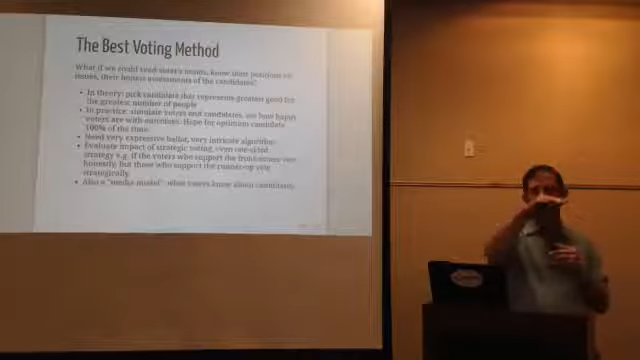 The Best Voting Method
What if we could read voter's minds, know their positions on
issues, their honest assessments of the candidates?
• In theory: pick candidate that represents greatest good for
the greatest number of people
• In practice: simulate voters and candidates, see how happy
voters are with outcomes. Hope for optimum candidate
100% of the time.
• Need very expressive ballot, very intricate algorithm.
• Evaluate impact of strategic voting, even one-sided
strategy e.g. if the voters who support the front-runner vote
honestly, but those who support the runner-up vote
strategically.
• Also a "media model": what voters know about candidates